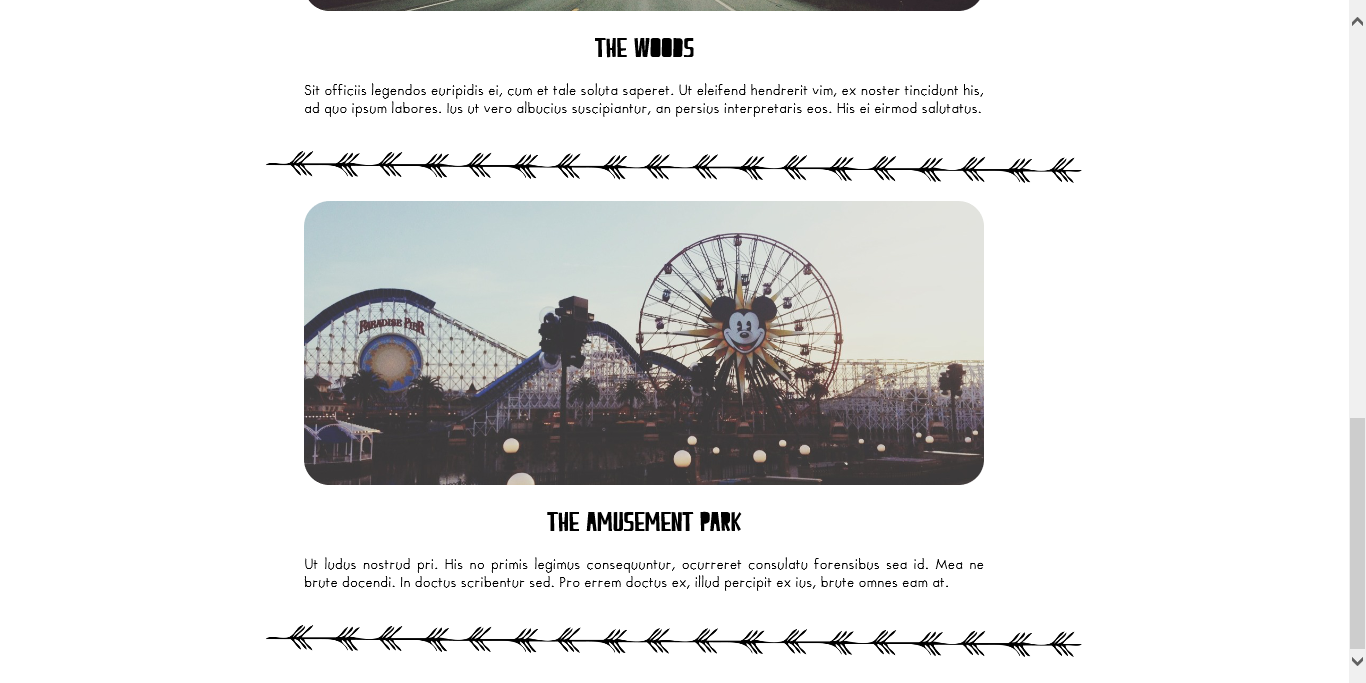 THE WOODS
Sit officiis legendos euripidis ei, cum et tale soluta saperet. Ut eleifend hendrerit vim, ex noster tincidunt his,
ad quo ipsum labores. Ius ut vero albucius suscipiantur, an persius interpretaris eos. His ei eirmod salutatus.
PARADISE PIER
THE AMUSEMENT PARK
Ut ludus nostrud pri. His no primis legimus consequuntur, ocurreret consulatu forensibus sea id. Mea ne
brute docendi. In doctus scribentur sed. Pro errem doctus ex, illud percipit ex ius, brute omnes eam at.